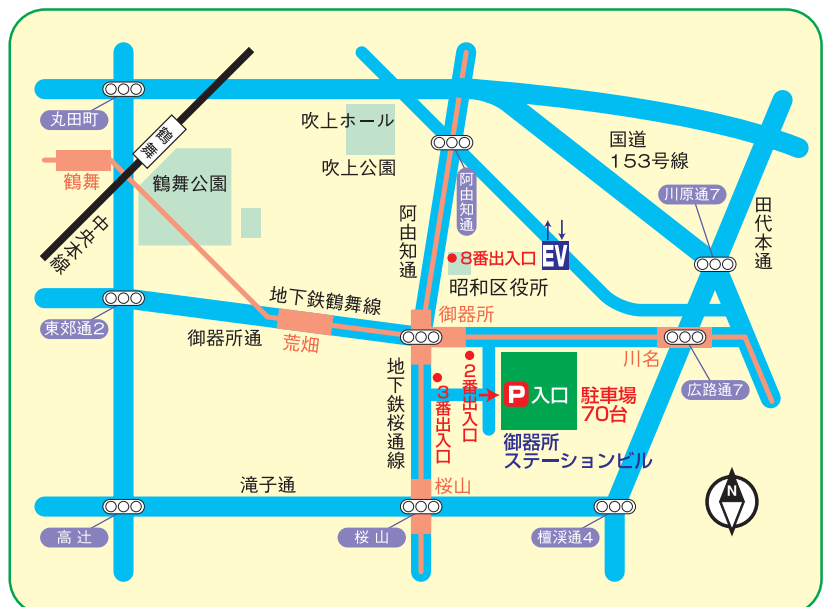 丸田町
鶴舞
鶴舞
鶴舞公園
中央本線
吹上ホール
吹上公園
阿由知通
阿由知通
国道
153号線
川原通7
田代本通
8番出入口
EV
昭和区役所
東郊通2
地下鉄鶴舞線
御器所通
荒畑
御器所
川名
広路通7
地下鉄桜通線
3番出入口
2番出入口
P入口
駐車場
70台
御器所
ステーションビル
滝子通
桜山
高辻
桜山
檀渓通4
N